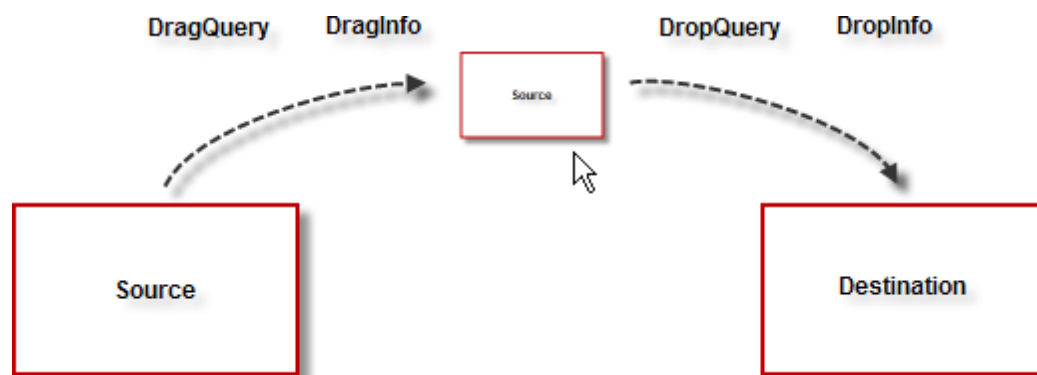 DragQuery DragInfo DropQuery DropInfo
Source
Source
Destination